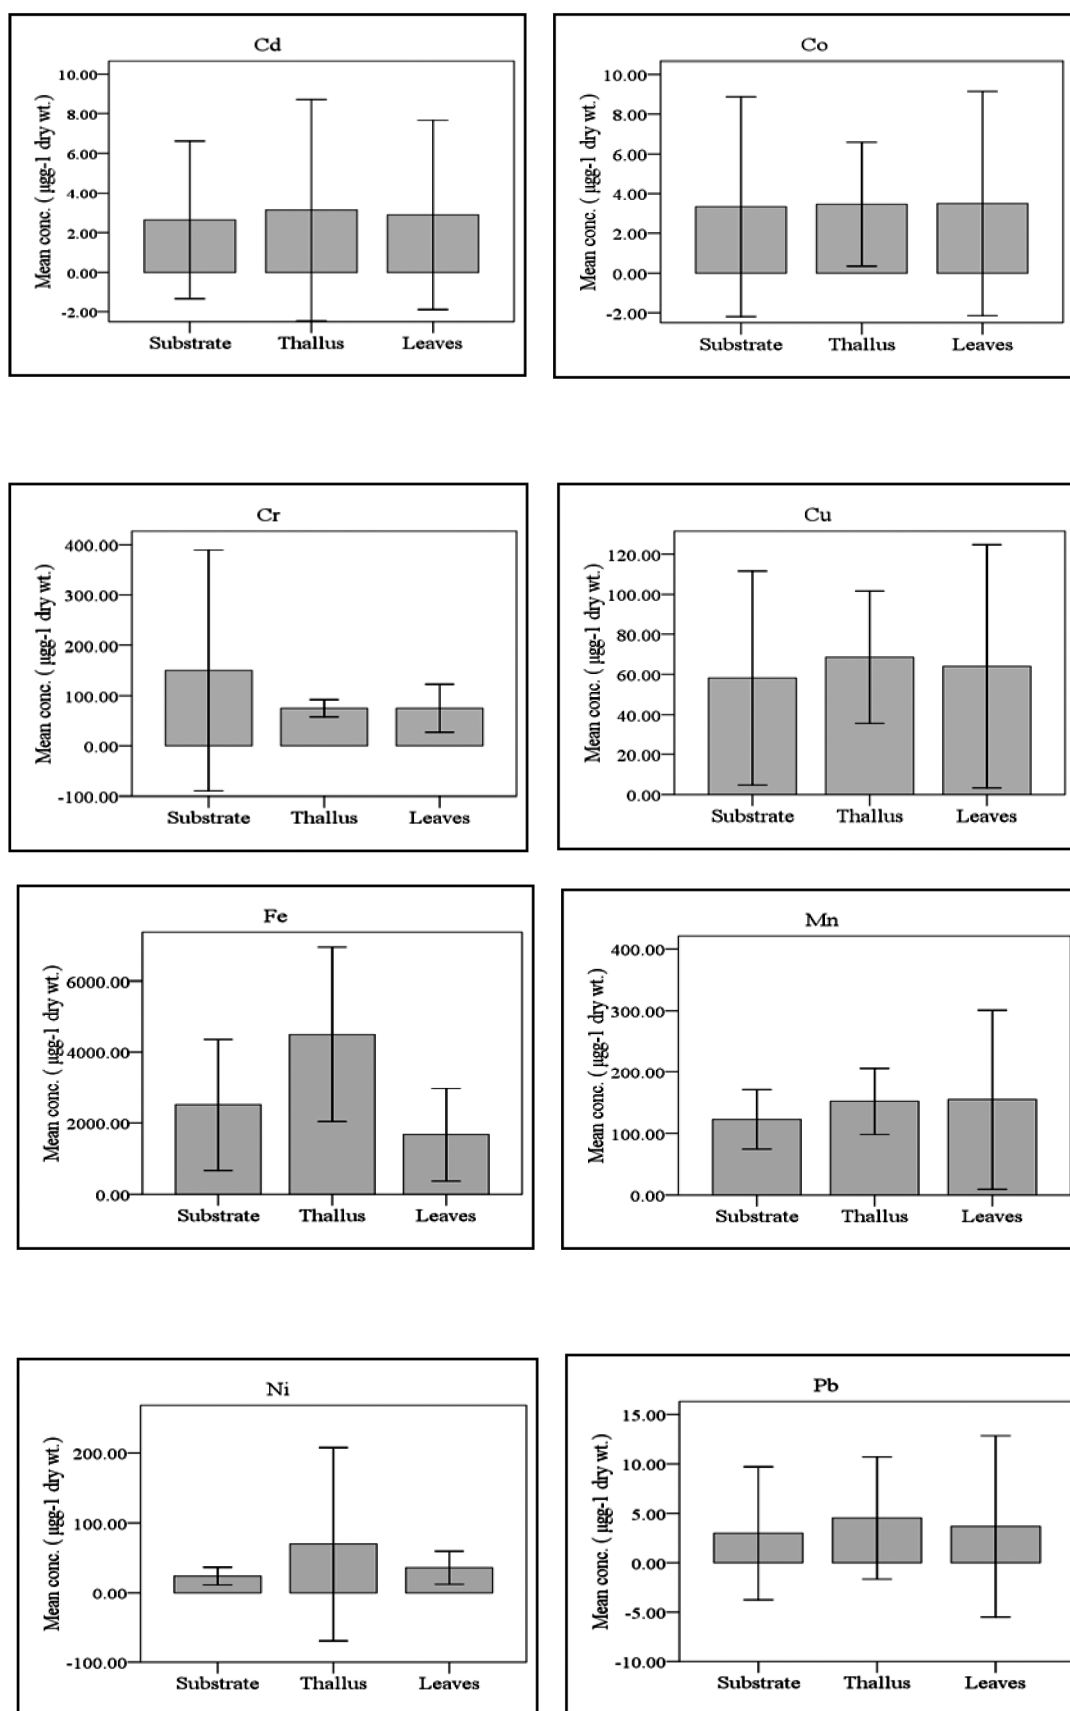 Cd
Mean conc. ( µgg-1 dry wt.)
10.00
8.00
6.00
4.00
2.00
0.00
-2.00
Substrate Thallus Leaves
Co
Mean conc. ( µgg-1 dry wt.)
10.00
8.00
6.00
4.00
2.00
0.00
-2.00
Substrate Thallus Leaves
Cr
Mean conc. ( µgg-1 dry wt.)
400.00
300.00
200.00
100.00
0.00
-100.00
Substrate Thallus Leaves
Cu
Mean conc. ( µgg-1 dry wt.)
120.00
100.00
80.00
60.00
40.00
20.00
0.00
Substrate Thallus Leaves
Fe
Mean conc. ( µgg-1 dry wt.)
6000.00
4000.00
2000.00
0.00
Substrate Thallus Leaves
Mn
Mean conc. ( µgg-1 dry wt.)
400.00
300.00
200.00
100.00
0.00
Substrate Thallus Leaves
Ni
Mean conc. ( µgg-1 dry wt.)
200.00
100.00
0.00
-100.00
Substrate Thallus Leaves
Pb
Mean conc. ( µgg-1 dry wt.)
15.00
10.00
5.00
0.00
-5.00
-10.00
Substrate Thallus Leaves